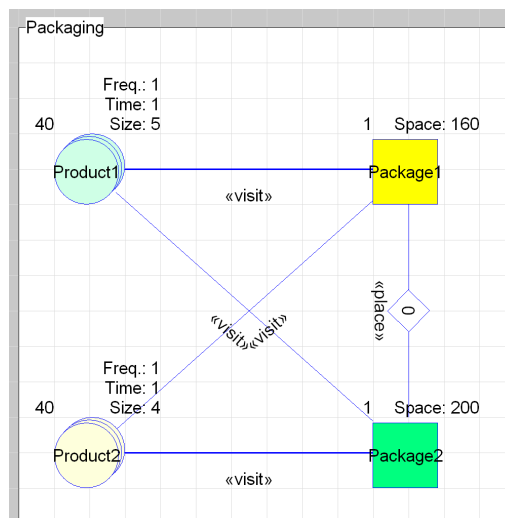 Packaging
Freq.: 1
Time: 1
40 Size: 5
1 Space: 160
Product1
Package1
«visit»
«place»
0
«visit»
«visit»
Freq.: 1
Time: 1
40 Size: 4
1 Space: 200
Product2
Package2
«visit»